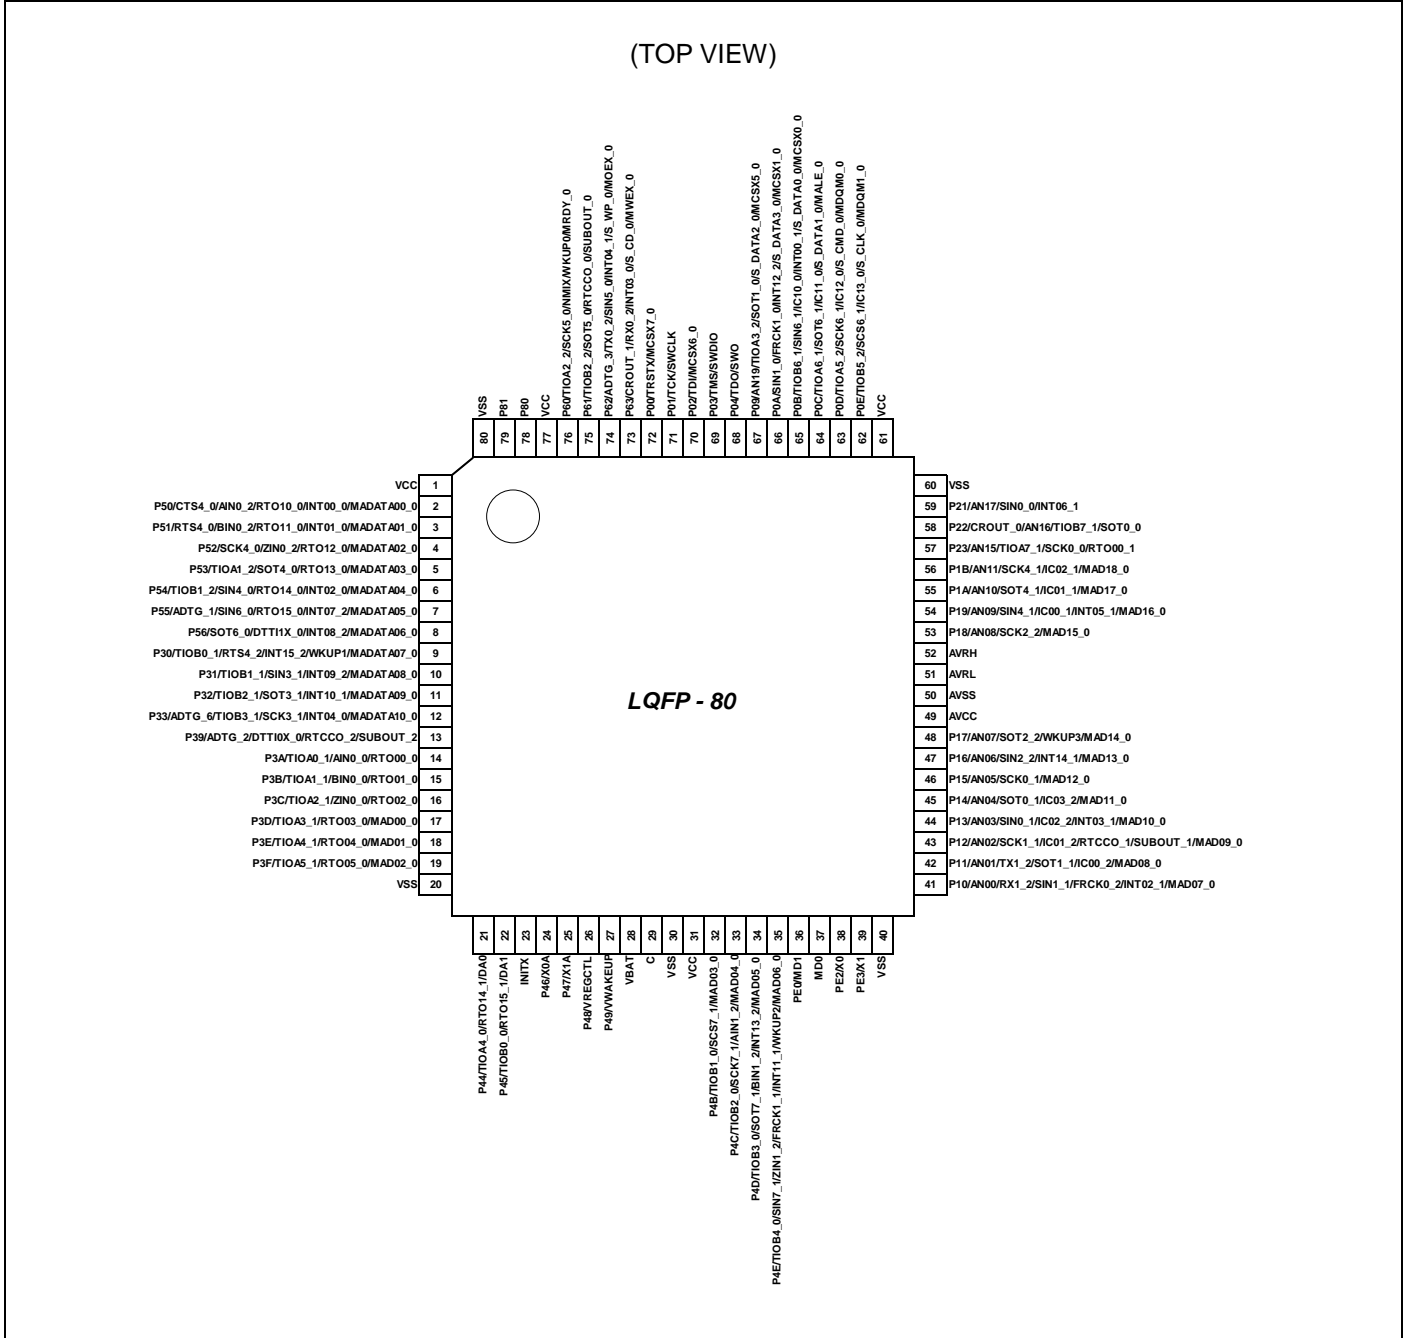 (TOP VIEW)
VSS
P81
P80
VCC
P60/TIOA2_2/SCK5_0/NMIX/WKUP0/MRDY_0
P61/TIOB2_2/SOT5_0/RTCCO_0/SUBOUT_0
P62/ADTG_3/TX0_2/SIN5_0/INT04_1/S_WP_0/MOEX_0
P63/CROUT_1/RX0_2/INT03_0/S_CD_0/MWEX_0
P00/TRSTX/MCSX7_0
P01/TCK/SWCLK
P02/TDI/MCSX6_0
P03/TMS/SWDIO
P04/TDO/SWO
P09/AN19/TIOA3_2/SOT1_0/S_DATA2_0/MCSX5_0
P0A/SIN1_0/FRCK1_0/INT12_2/S_DATA3_0/MCSX1_0
P0B/TIOB6_1/SIN6_1/IC10_0/INT00_1/S_DATA0_0/MCSX0_0
P0C/TIOA6_1/SOT6_1/IC11_0/S_DATA1_0/MALE_0
P0D/TIOA5_2/SCK6_1/IC12_0/S_CMD_0/MDQM0_0
P0E/TIOB5_2/SCS6_1/IC13_0/S_CLK_0/MDQM1_0
VCC
80
79
78
77
76
75
74
73
72
71
70
69
68
67
66
65
64
63
62
61
VCC 1
P50/CTS4_0/AIN0_2/RTO10_0/INT00_0/MADATA00_0 2
P51/RTS4_0/BIN0_2/RTO11_0/INT01_0/MADATA01_0 3
P52/SCK4_0/ZIN0_2/RTO12_0/MADATA02_0 4
P53/TIOA1_2/SOT4_0/RTO13_0/MADATA03_0 5
P54/TIOB1_2/SIN4_0/RTO14_0/INT02_0/MADATA04_0 6
P55/ADTG_1/SIN6_0/RTO15_0/INT07_2/MADATA05_0 7
P56/SOT6_0/DTTI1X_0/INT08_2/MADATA06_0 8
P30/TIOB0_1/RTS4_2/INT15_2/WKUP1/MADATA07_0 9
P31/TIOB1_1/SIN3_1/INT09_2/MADATA08_0 10
P32/TIOB2_1/SOT3_1/INT10_1/MADATA09_0 11
P33/ADTG_6/TIOB3_1/SCK3_1/INT04_0/MADATA10_0 12
P39/ADTG_2/DTTI0X_0/RTCCO_2/SUBOUT_2 13
P3A/TIOA0_1/AIN0_0/RTO00_0 14
P3B/TIOA1_1/BIN0_0/RTO01_0 15
P3C/TIOA2_1/ZIN0_0/RTO02_0 16
P3D/TIOA3_1/RTO03_0/MAD00_0 17
P3E/TIOA4_1/RTO04_0/MAD01_0 18
P3F/TIOA5_1/RTO05_0/MAD02_0 19
VSS 20
LQFP - 80
60 VSS
59 P21/AN17/SIN0_0/INT06_1
58 P22/CROUT_0/AN16/TIOB7_1/SOT0_0
57 P23/AN15/TIOA7_1/SCK0_0/RTO00_1
56 P1B/AN11/SCK4_1/IC02_1/MAD18_0
55 P1A/AN10/SOT4_1/IC01_1/MAD17_0
54 P19/AN09/SIN4_1/IC00_1/INT05_1/MAD16_0
53 P18/AN08/SCK2_2/MAD15_0
52 AVRH
51 AVRL
50 AVSS
49 AVCC
48 P17/AN07/SOT2_2/WKUP3/MAD14_0
47 P16/AN06/SIN2_2/INT14_1/MAD13_0
46 P15/AN05/SCK0_1/MAD12_0
45 P14/AN04/SOT0_1/IC03_2/MAD11_0
44 P13/AN03/SIN0_1/IC02_2/INT03_1/MAD10_0
43 P12/AN02/SCK1_1/IC01_2/RTCCO_1/SUBOUT_1/MAD09_0
42 P11/AN01/TX1_2/SOT1_1/IC00_2/MAD08_0
41 P10/AN00/RX1_2/SIN1_1/FRCK0_2/INT02_1/MAD07_0
21
22
23
24
25
26
27
28
29
30
31
32
33
34
35
36
37
38
39
40
P44/TIOA4_0/RTO14_1/DA0
P45/TIOB0_0/RTO15_1/DA1
INITX
P46/X0A
P47/X1A
P48/VREGCTL
P49/VWAKEUP
VBAT
C
VSS
VCC
P4B/TIOB1_0/SCS7_1/MAD03_0
P4C/TIOB2_0/SCK7_1/AIN1_2/MAD04_0
P4D/TIOB3_0/SOT7_1/BIN1_2/INT13_2/MAD05_0
P4E/TIOB4_0/SIN7_1/ZIN1_2/FRCK1_1/INT11_1/WKUP2/MAD06_0
PE0/MD1
MD0
PE2/X0
PE3/X1
VSS